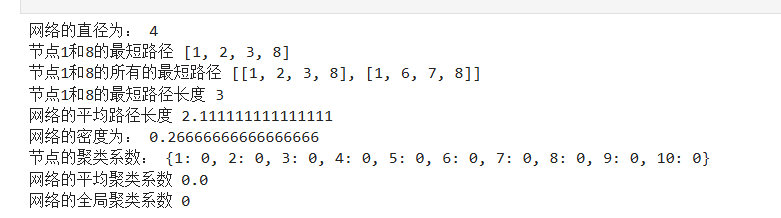 网络的直径为： 4
节点1和8的最短路径 [1, 2, 3, 8]
节点1和8的所有的最短路径 [[1, 2, 3, 8], [1, 6, 7, 8]]
节点1和8的最短路径长度 3
网络的平均路径长度 2.111111111111111
网络的密度为： 0.26666666666666666
节点的聚类系数： {1: 0, 2: 0, 3: 0, 4: 0, 5: 0, 6: 0, 7: 0, 8: 0, 9: 0, 10: 0}
网络的平均聚类系数 0.0
网络的全局聚类系数 0